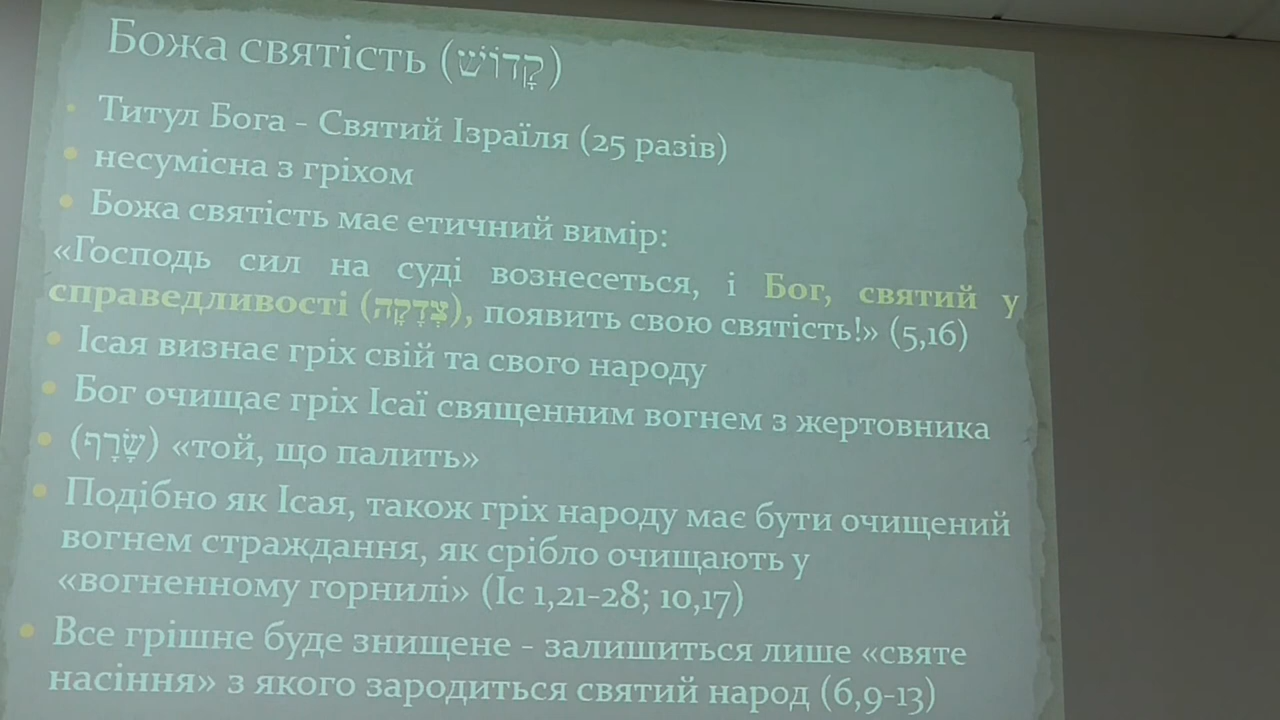 Божа святість (קָדוֹשׁ)
• Титул Бога - Святий Ізраїля (25 разів)
• несумісна з гріхом
• Божа святість має етичний вимір:
«Господь сил на суді вознесеться, і Бог, святий у
справедливості (צְדָקָה), появить свою святість!» (5,16)
• Ісая визнає гріх свій та свого народу
• Бог очищає гріх Ісаї священним вогнем з жертовника
• (שָׂרָף) «той, що палить»
• Подібно як Ісая, також гріх народу має бути очищений
вогнем страждання, як срібло очищають у
«вогненному горнилі» (Іс 1,21-28; 10,17)
• Все грішне буде знищене - залишиться лише «святе
насіння» з якого зародиться святий народ (6,9-13)